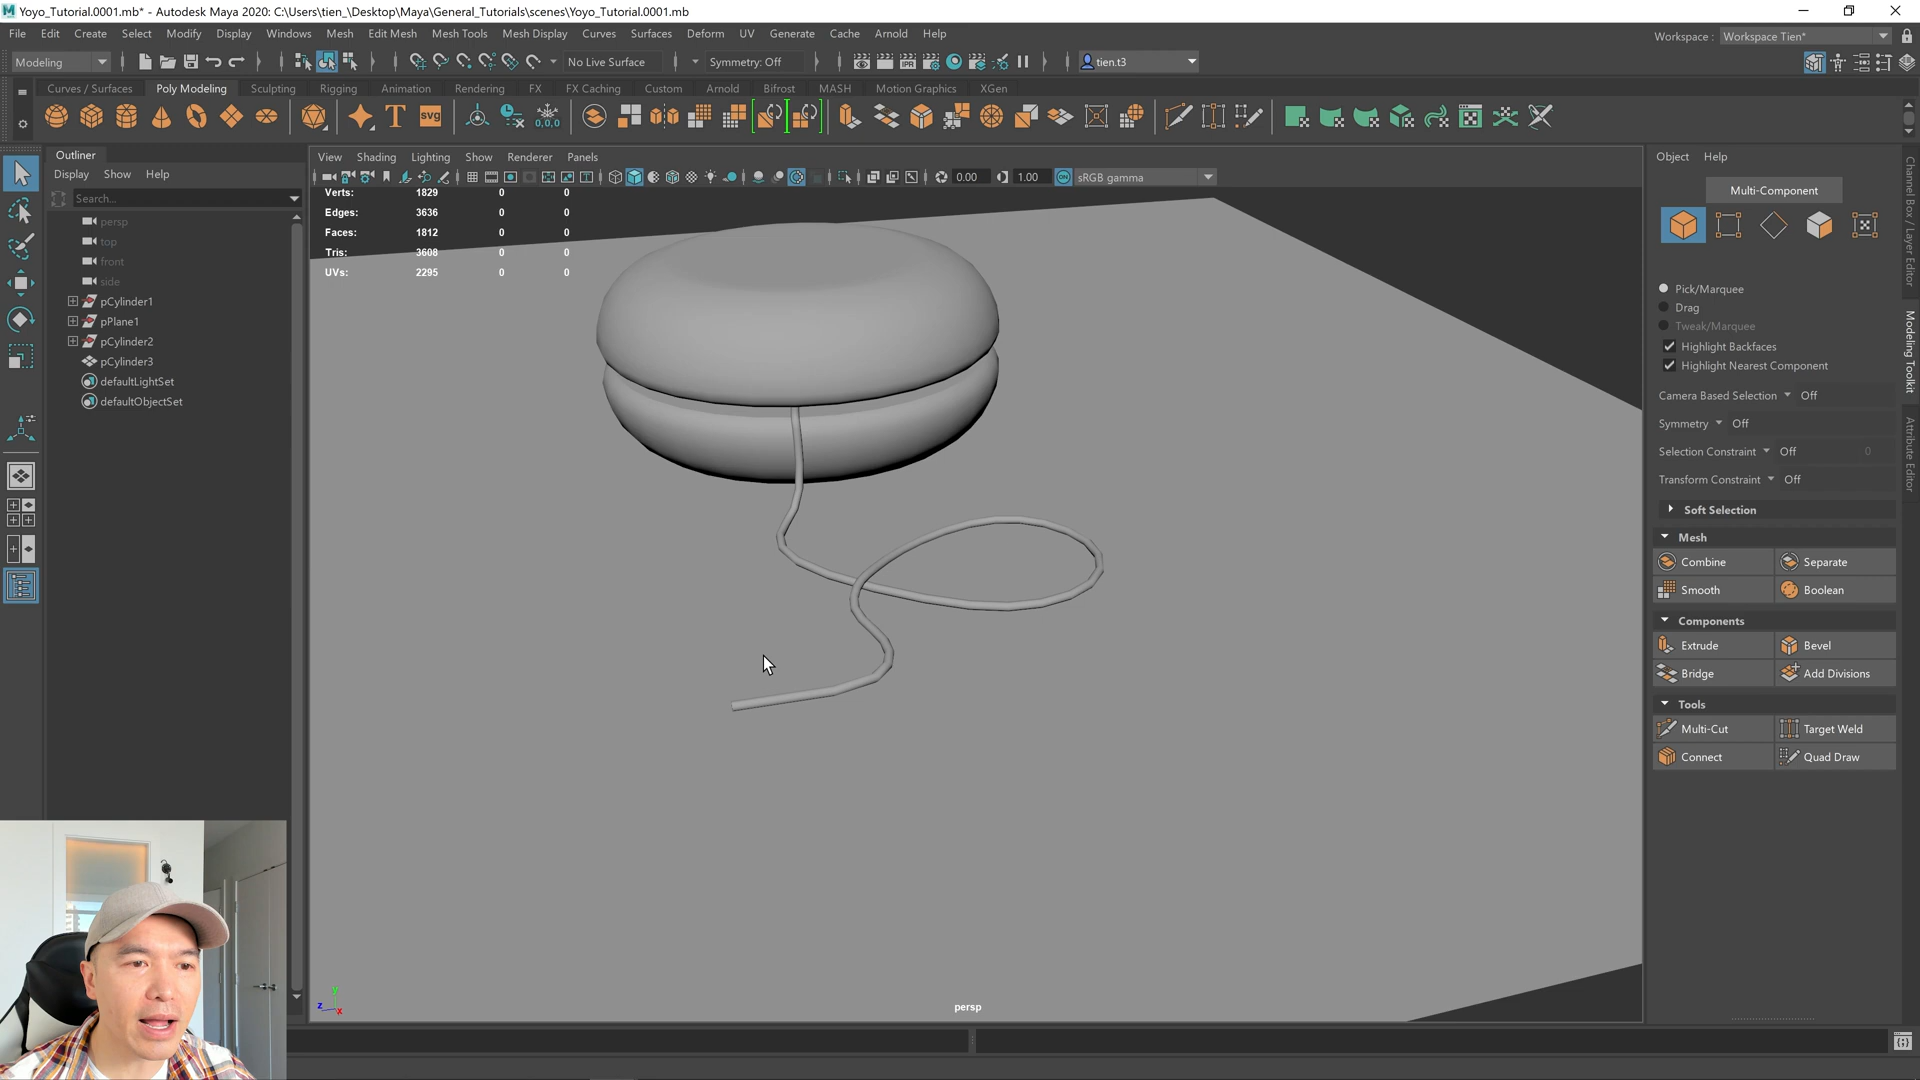 Yoyo_Tutorial.0001.mb* - Autodesk Maya 2020: C:\Users\tien_\Desktop\Maya\General_Tutorials\scenes\Yoyo_Tutorial.0001.mb
File Edit Create Select Modify Display Windows Mesh Edit Mesh Mesh Tools Mesh Display Curves Surfaces Deform UV Generate Cache Arnold Help
Workspace : Workspace Tien*
Modeling No Live Surface Symmetry: Off tien.t3
Curves / Surfaces Poly Modeling Sculpting Rigging Animation Rendering FX FX Caching Custom Arnold Bifrost MASH Motion Graphics XGen
T svg 0,0,0 IPR
Outliner
Display Show Help
Search...
persp
top
front
side
pCylinder1
pPlane1
pCylinder2
pCylinder3
defaultLightSet
defaultObjectSet
View Shading Lighting Show Renderer Panels
0.00 1.00 ON sRGB gamma
Verts: 1829 0 0
Edges: 3636 0 0
Faces: 1812 0 0
Tris: 3608 0 0
UVs: 2295 0 0
y
z
x
persp
Object Help
Multi-Component
Pick/Marquee
Drag
Tweak/Marquee
Highlight Backfaces
Highlight Nearest Component
Camera Based Selection Off
Symmetry Off
Selection Constraint Off 0
Transform Constraint Off
Soft Selection
Mesh
Combine Separate
Smooth Boolean
Components
Extrude Bevel
Bridge Add Divisions
Tools
Multi-Cut Target Weld
Connect Quad Draw
Channel Box / Layer Editor
Modeling Toolkit
Attribute Editor